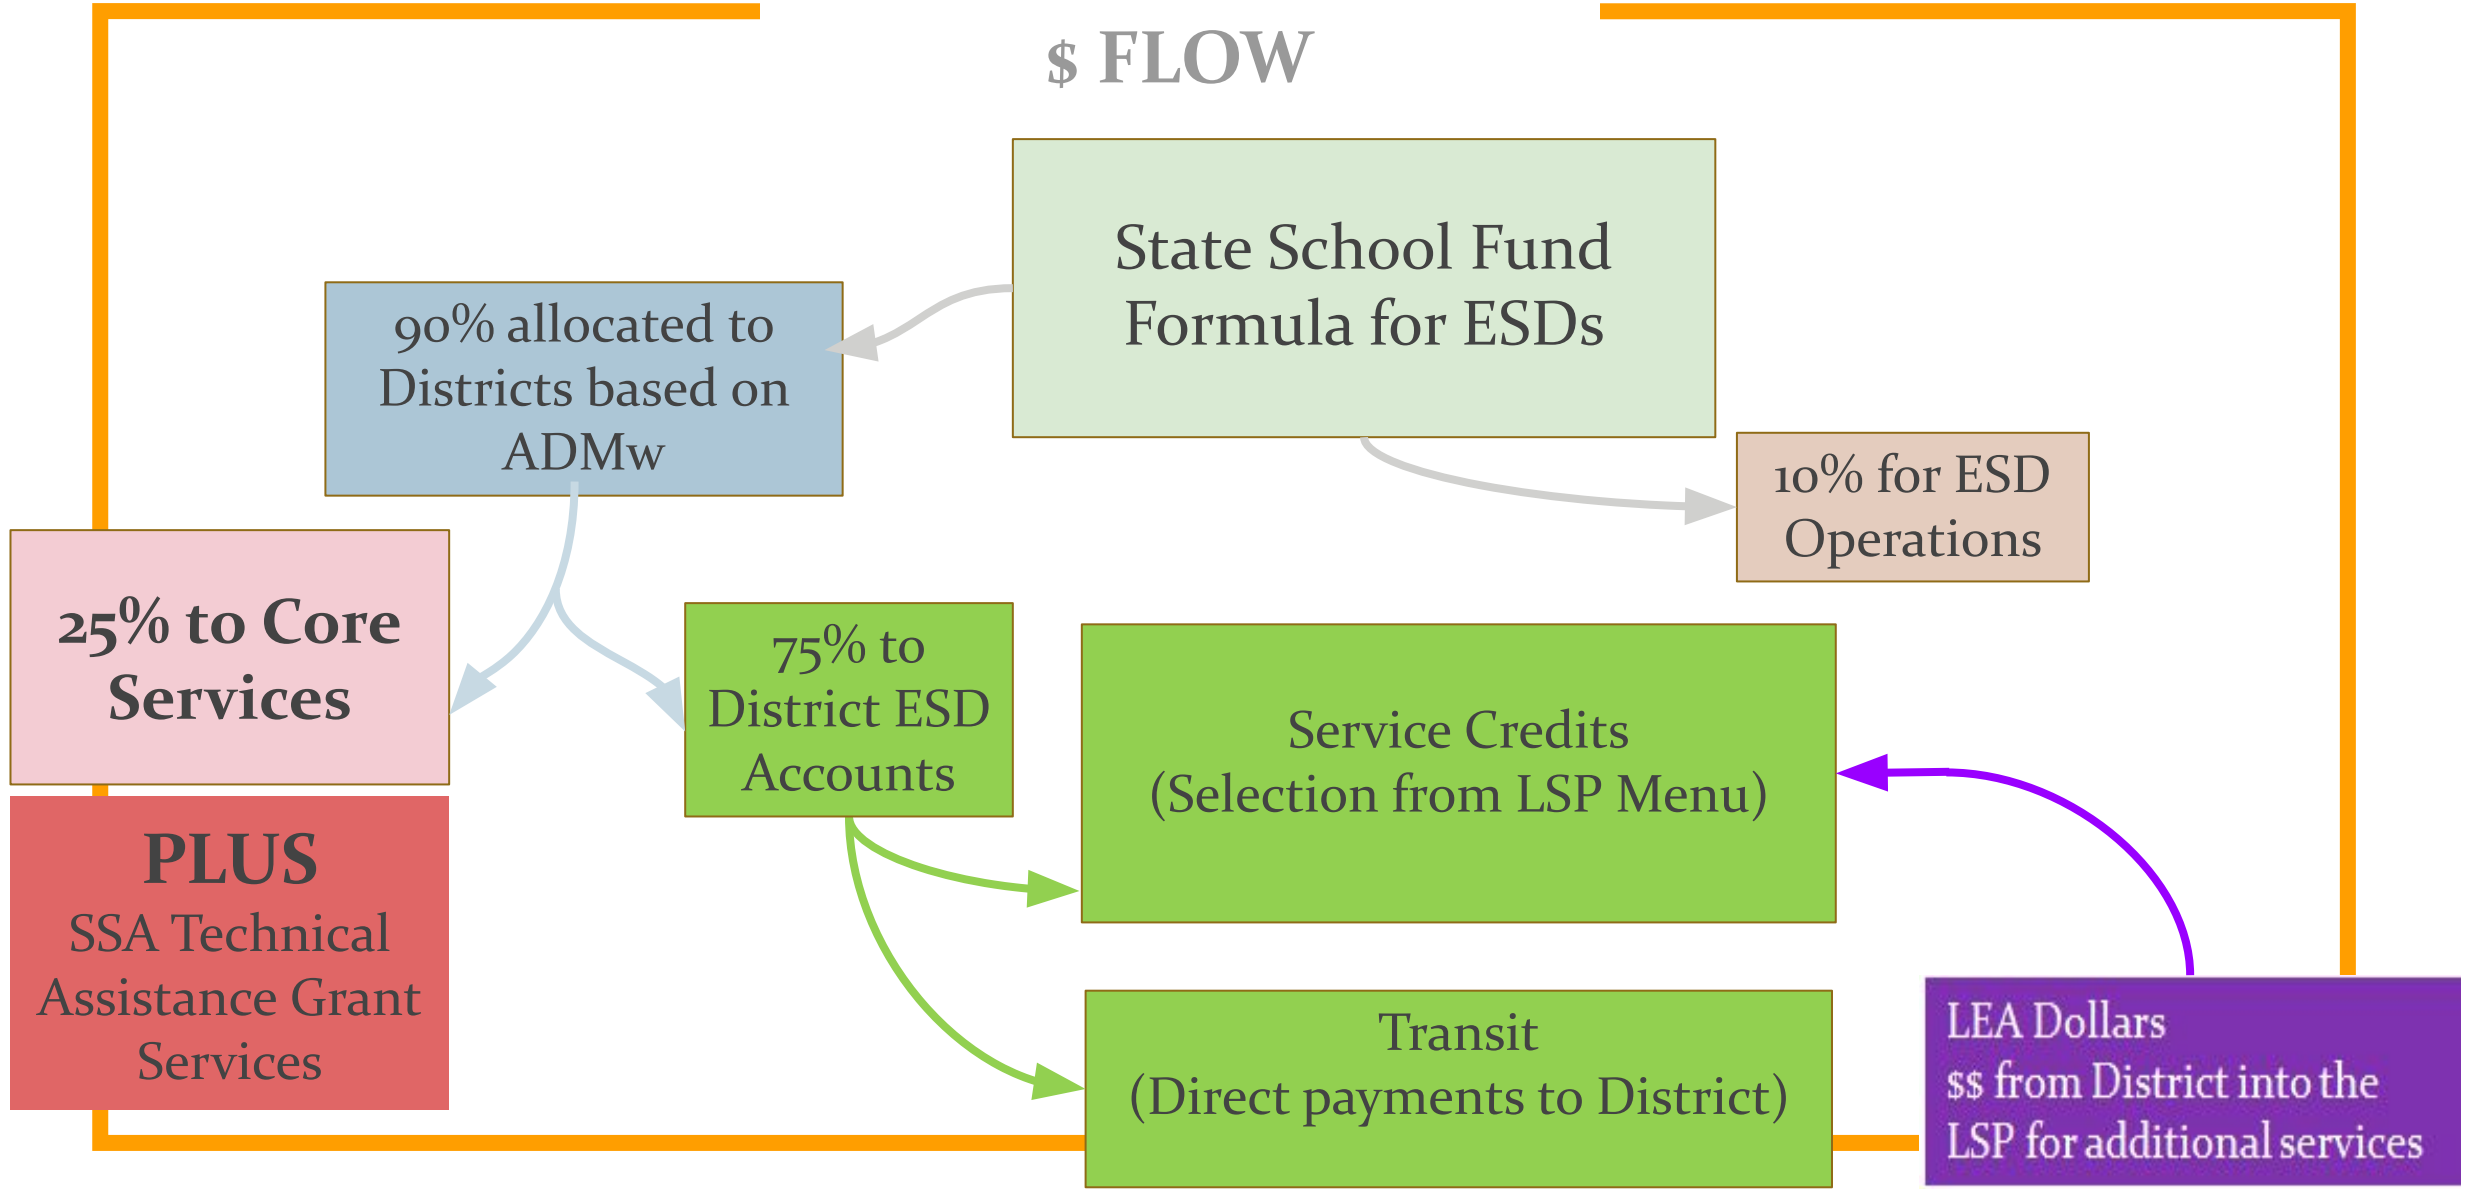 $ FLOW
State School Fund
Formula for ESDs
90% allocated to
Districts based on
ADMw
10% for ESD
Operations
25% to Core
Services
75% to
District ESD
Accounts
Service Credits
(Selection from LSP Menu)
PLUS
SSA Technical
Assistance Grant
Services
Transit
(Direct payments to District)
LEA Dollars
$$ from District into the
LSP for additional services